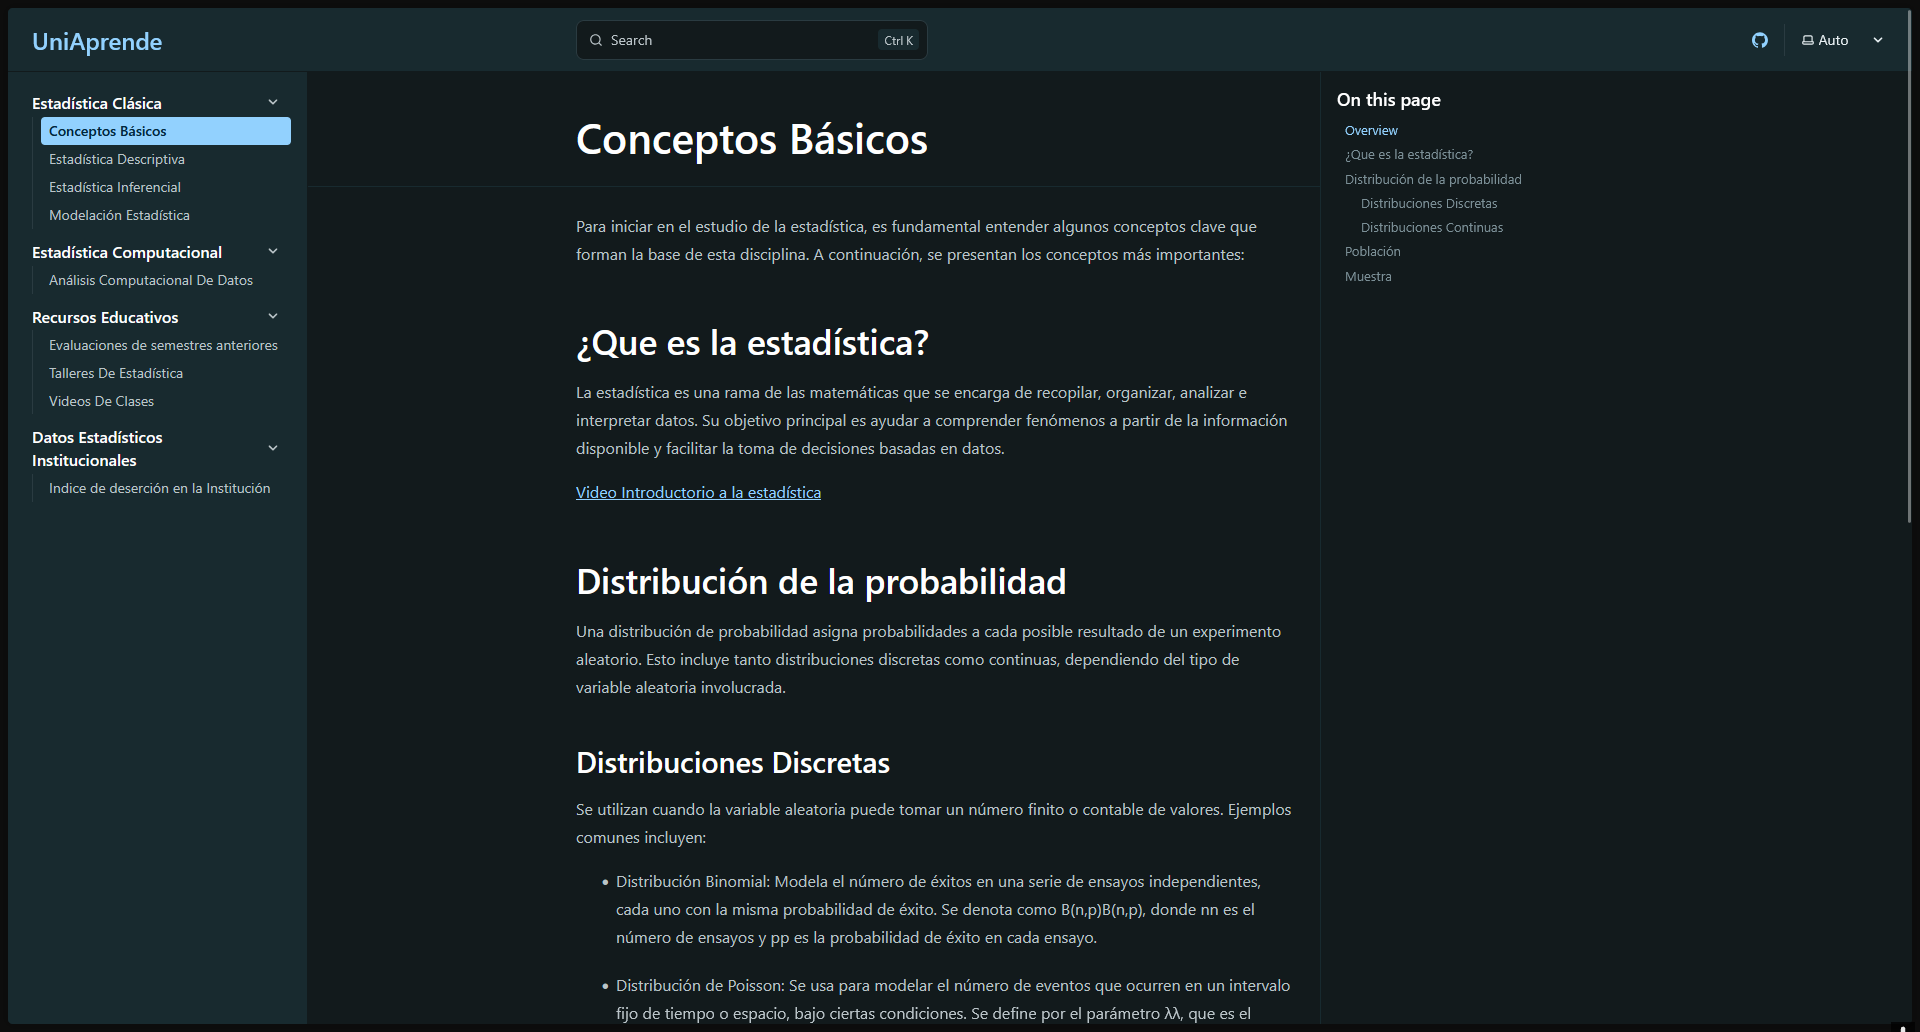 UniAprende
Search
Ctrl K
Auto
Estadística Clásica
Conceptos Básicos
Estadística Descriptiva
Estadística Inferencial
Modelación Estadística
Estadística Computacional
Análisis Computacional De Datos
Recursos Educativos
Evaluaciones de semestres anteriores
Talleres De Estadística
Videos De Clases
Datos Estadísticos
Institucionales
Indice de deserción en la Institución
Conceptos Básicos
Para iniciar en el estudio de la estadística, es fundamental entender algunos conceptos clave que
forman la base de esta disciplina. A continuación, se presentan los conceptos más importantes:
¿Que es la estadística?
La estadística es una rama de las matemáticas que se encarga de recopilar, organizar, analizar e
interpretar datos. Su objetivo principal es ayudar a comprender fenómenos a partir de la información
disponible y facilitar la toma de decisiones basadas en datos.
Video Introductorio a la estadística
Distribución de la probabilidad
Una distribución de probabilidad asigna probabilidades a cada posible resultado de un experimento
aleatorio. Esto incluye tanto distribuciones discretas como continuas, dependiendo del tipo de
variable aleatoria involucrada.
Distribuciones Discretas
Se utilizan cuando la variable aleatoria puede tomar un número finito o contable de valores. Ejemplos
comunes incluyen:
• Distribución Binomial: Modela el número de éxitos en una serie de ensayos independientes,
cada uno con la misma probabilidad de éxito. Se denota como B(n,p)B(n,p), donde nn es el
número de ensayos y pp es la probabilidad de éxito en cada ensayo.
• Distribución de Poisson: Se usa para modelar el número de eventos que ocurren en un intervalo
fijo de tiempo o espacio, bajo ciertas condiciones. Se define por el parámetro λλ, que es el
On this page
Overview
¿Que es la estadística?
Distribución de la probabilidad
Distribuciones Discretas
Distribuciones Continuas
Población
Muestra